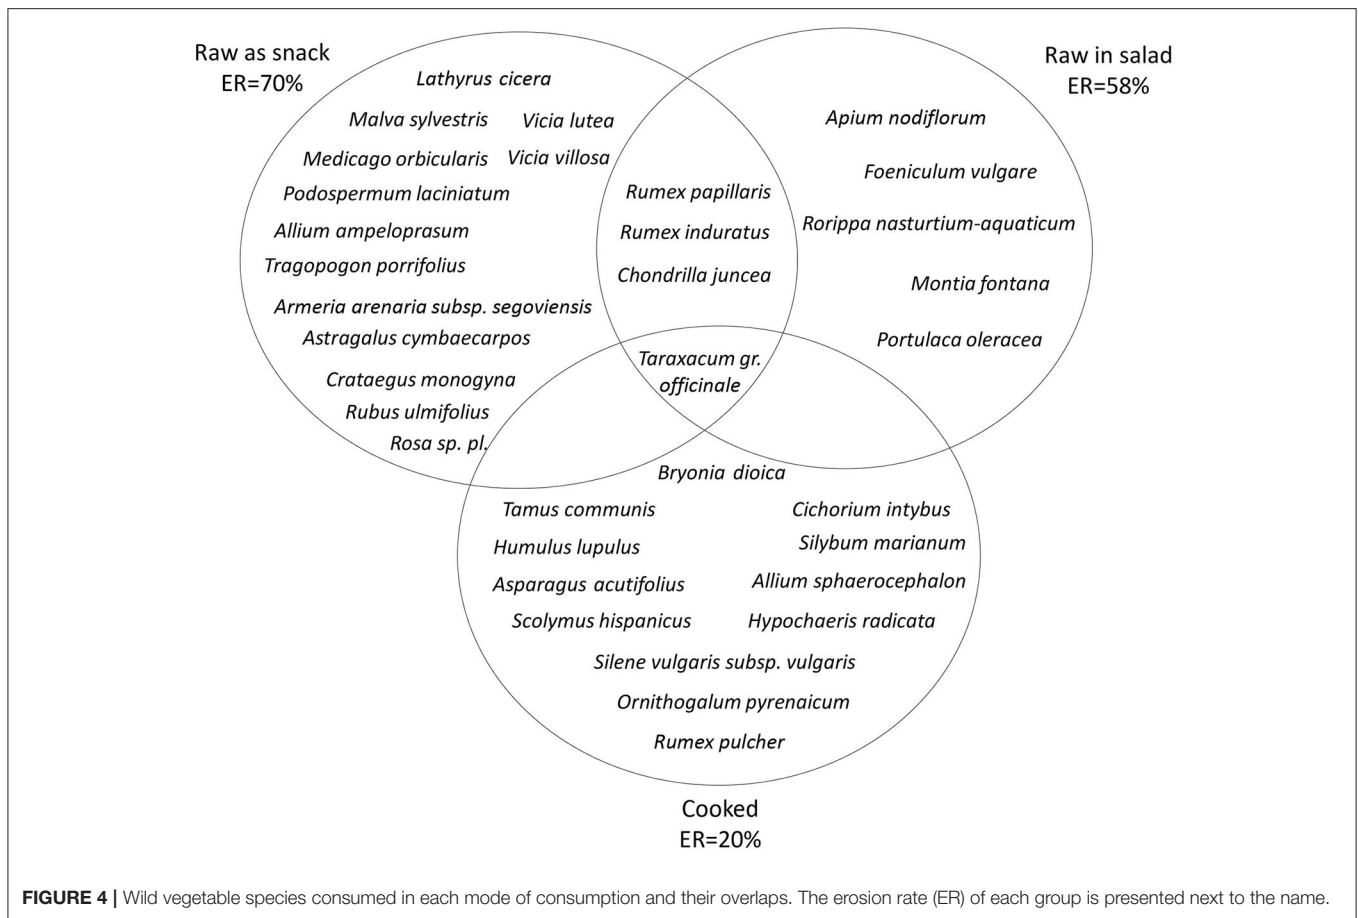 Raw as snack
ER=70%
Raw in salad
ER=58%
Lathyrus cicera
Malva sylvestris
Vicia lutea
Medicago orbicularis
Vicia villosa
Podospermum laciniatum
Allium ampeloprasum
Tragopogon porrifolius
Armeria arenaria subsp. segoviensis
Astragalus cymbaecarpos
Crataegus monogyna
Rubus ulmifolius
Rosa sp. pl.
Rumex papillaris
Rumex induratus
Chondrilla juncea
Taraxacum gr.
officinale
Apium nodiflorum
Foeniculum vulgare
Rorippa nasturtium-aquaticum
Montia fontana
Portulaca oleracea
Bryonia dioica
Tamus communis
Cichorium intybus
Humulus lupulus
Silybum marianum
Asparagus acutifolius
Allium sphaerocephalon
Scolymus hispanicus
Hypochaeris radicata
Silene vulgaris subsp. vulgaris
Ornithogalum pyrenaicum
Rumex pulcher
Cooked
ER=20%
FIGURE 4 | Wild vegetable species consumed in each mode of consumption and their overlaps. The erosion rate (ER) of each group is presented next to the name.